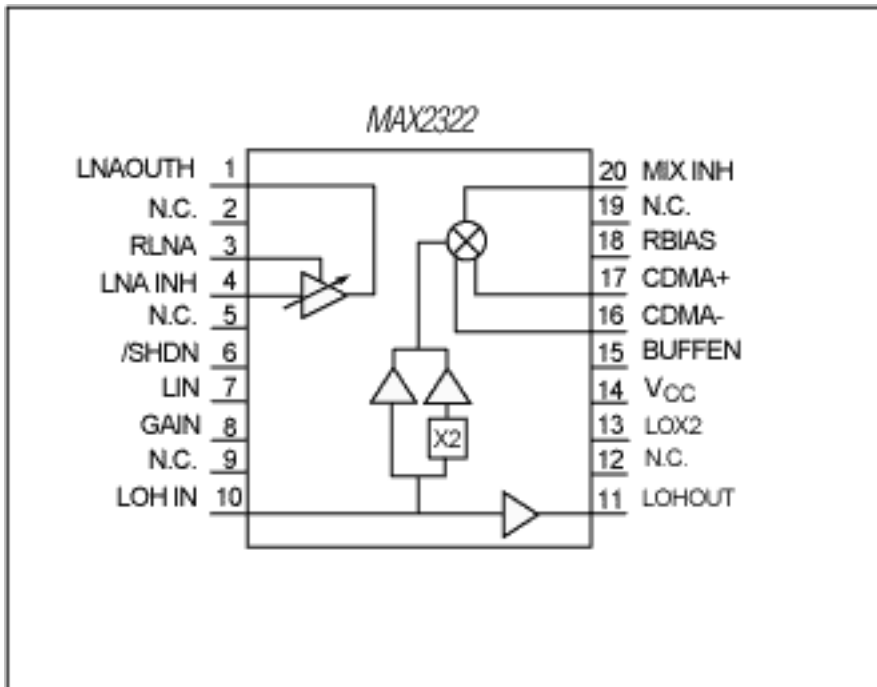 MAX2322
LNAOUTH 1
N.C. 2
RLNA 3
LNA INH 4
N.C. 5
/SHDN 6
LIN 7
GAIN 8
N.C. 9
LOH IN 10
X2
20 MIX INH
19 N.C.
18 RBIAS
17 CDMA+
16 CDMA-
15 BUFFEN
14 VCC
13 LOX2
12 N.C.
11 LOHOUT